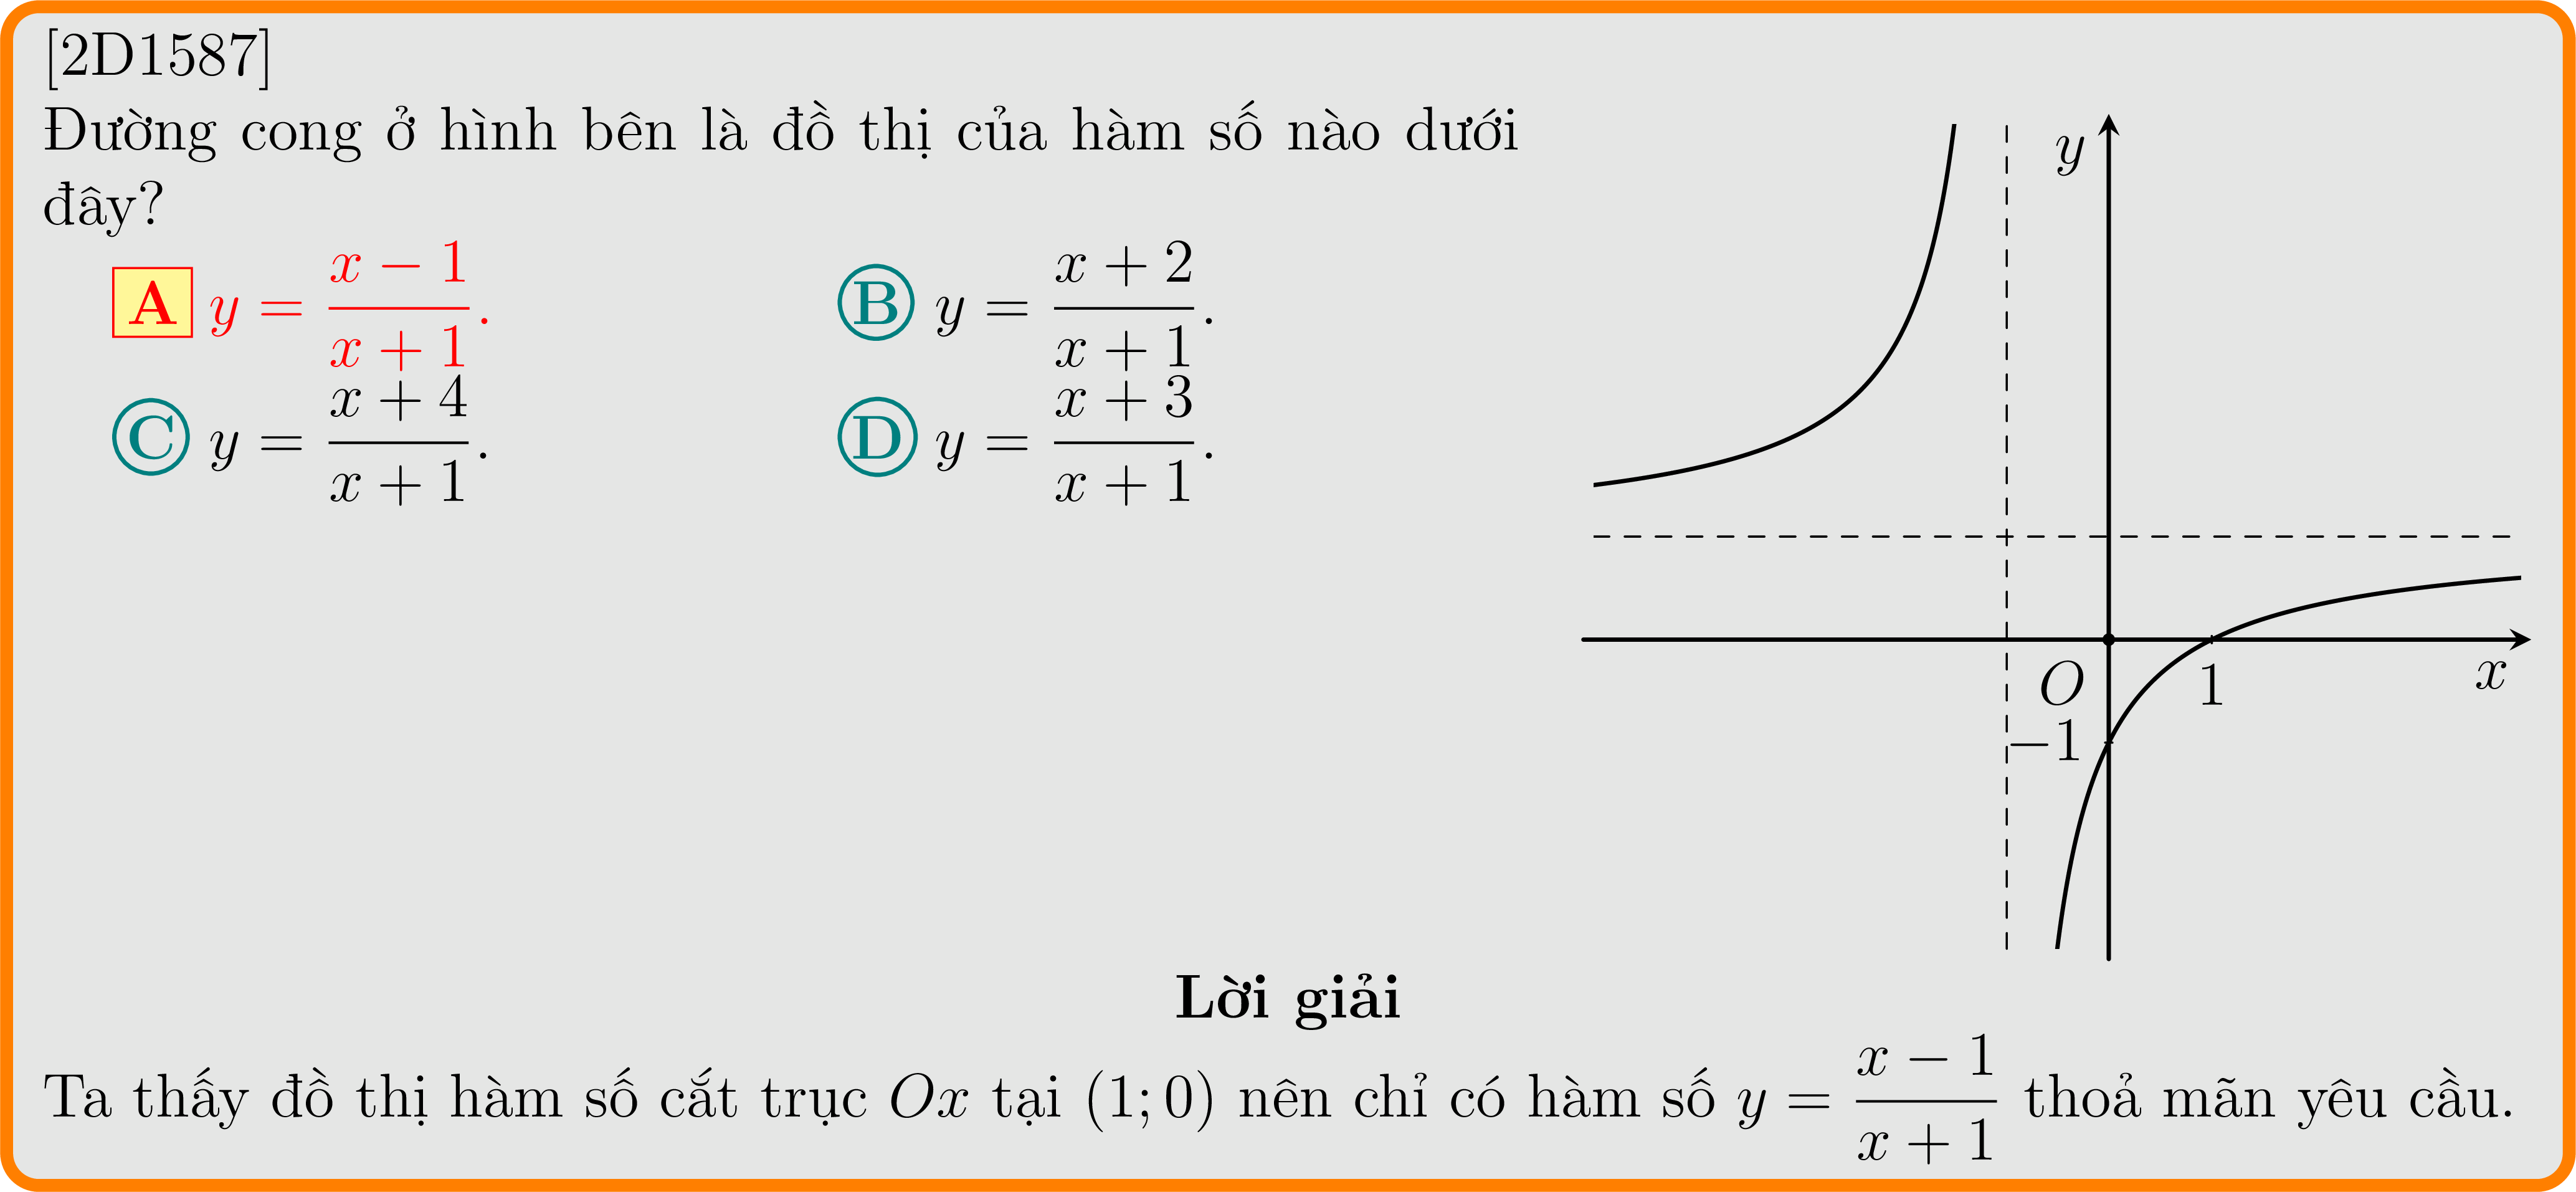 [2D1587]
Đường cong ở hình bên là đồ thị của hàm số nào dưới
đây?
A y = \frac{x − 1}{x + 1}.
B y = \frac{x + 2}{x + 1}.
C y = \frac{x + 4}{x + 1}.
D y = \frac{x + 3}{x + 1}.
y
O
1
x
−1
Lời giải
Ta thấy đồ thị hàm số cắt trục Ox tại (1; 0) nên chỉ có hàm số y = \frac{x − 1}{x + 1} thoả mãn yêu cầu.